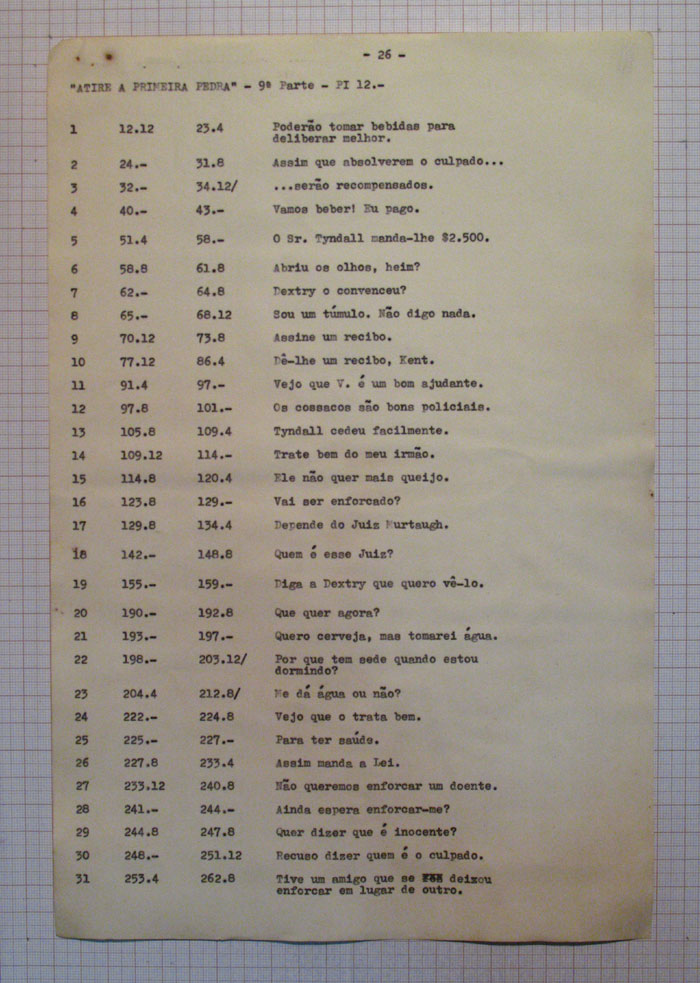 - 26 -
"ATIRE A PRIMEIRA PEDRA" - 9ª Parte - PI 12.-
1 12.12 23.4 Poderão tomar bebidas para
deliberar melhor.
2 24.- 31.8 Assim que absolverem o culpado...
3 32.- 34.12/ ...serão recompensados.
4 40.- 43.- Vamos beber! Eu pago.
5 51.4 58.- O Sr. Tyndall manda-lhe $2.500.
6 58.8 61.8 Abriu os olhos, heim?
7 62.- 64.8 Dextry o convenceu?
8 65.- 68.12 Sou um túmulo. Não digo nada.
9 70.12 73.8 Assine um recibo.
10 77.12 86.4 Dê-lhe um recibo, Kent.
11 91.4 97.- Vejo que V. é um bom ajudante.
12 97.8 101.- Os cossacos são bons policiais.
13 105.8 109.4 Tyndall cedeu facilmente.
14 109.12 114.- Trate bem do meu irmão.
15 114.8 120.4 Ele não quer mais queijo.
16 123.8 129.- Vai ser enforcado?
17 129.8 134.4 Depende do Juiz Murtaugh.
18 142.- 148.8 Quem é esse Juiz?
19 155.- 159.- Diga a Dextry que quero vê-lo.
20 190.- 192.8 Que quer agora?
21 193.- 197.- Quero cerveja, mas tomarei água.
22 198.- 203.12/ Por que tem sede quando estou
dormindo?
23 204.4 212.8/ Me dá água ou não?
24 222.- 224.8 Vejo que o trata bem.
25 225.- 227.- Para ter saúde.
26 227.8 233.4 Assim manda a Lei.
27 233.12 240.8 Não queremos enforcar um doente.
28 241.- 244.- Ainda espera enforcar-me?
29 244.8 247.8 Quer dizer que é inocente?
30 248.- 251.12 Recuso dizer quem é o culpado.
31 253.4 262.8 Tive um amigo que se deixou
enforcar em lugar de outro.